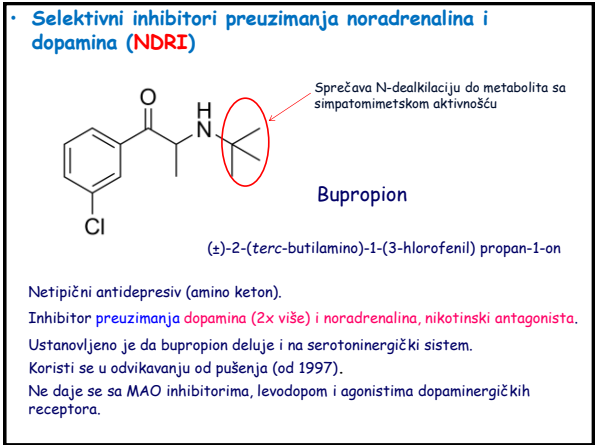 • Selektivni inhibitori preuzimanja noradrenalina i
dopamina (NDRI)
Sprečava N-dealkilaciju do metabolita sa
simpatomimetskom aktivnošću
O
H
N
Cl
Bupropion
(±)-2-(terc-butilamino)-1-(3-hlorofenil) propan-1-on
Netipični antidepresiv (amino keton).
Inhibitor preuzimanja dopamina (2x više) i noradrenalina, nikotinski antagonista.
Ustanovljeno je da bupropion deluje i na serotoninergički sistem.
Koristi se u odvikavanju od pušenja (od 1997).
Ne daje se sa MAO inhibitorima, levodopom i agonistima dopaminergičkih
receptora.